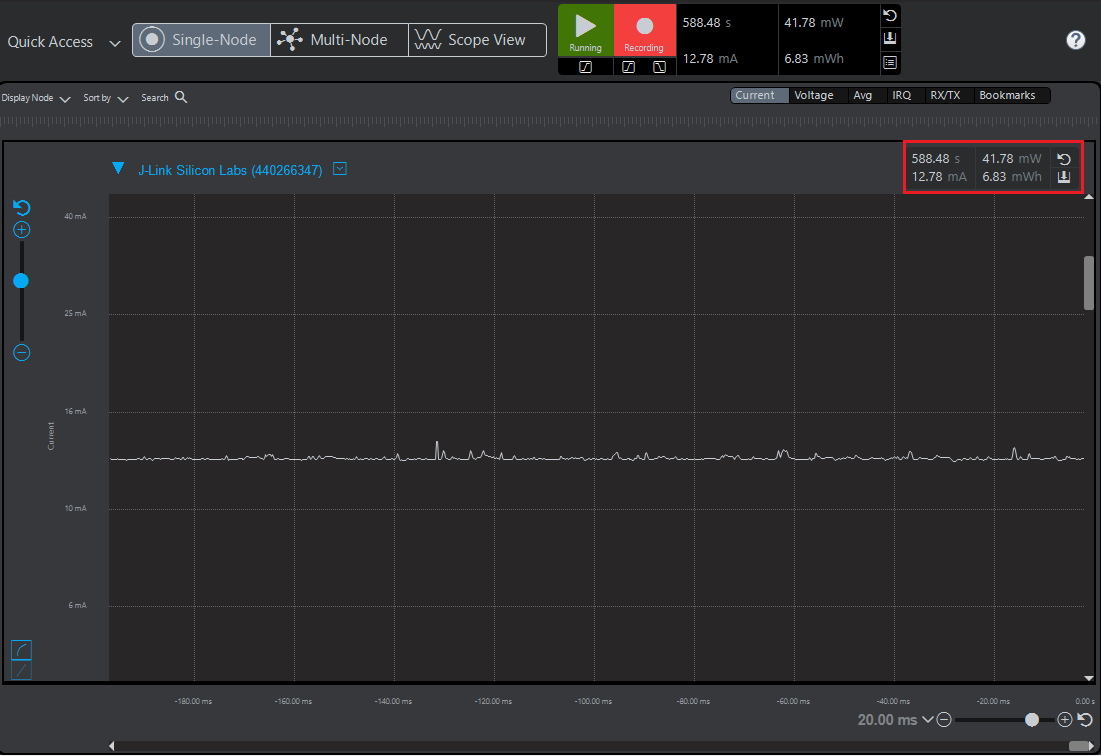 Quick Access
Single-Node
Multi-Node
Scope View
Running
Recording
588.48 s
41.78 mW
12.78 mA
6.83 mWh
?
Display Node
Sort by
Search
Current
Voltage
Avg
IRQ
RX/TX
Bookmarks
J-Link Silicon Labs (440266347)
588.48 s
41.78 mW
12.78 mA
6.83 mWh
40 mA
25 mA
16 mA
Current
10 mA
6 mA
-180.00 ms
-160.00 ms
-140.00 ms
-120.00 ms
-100.00 ms
-80.00 ms
-60.00 ms
-40.00 ms
-20.00 ms
0.00 s
20.00 ms